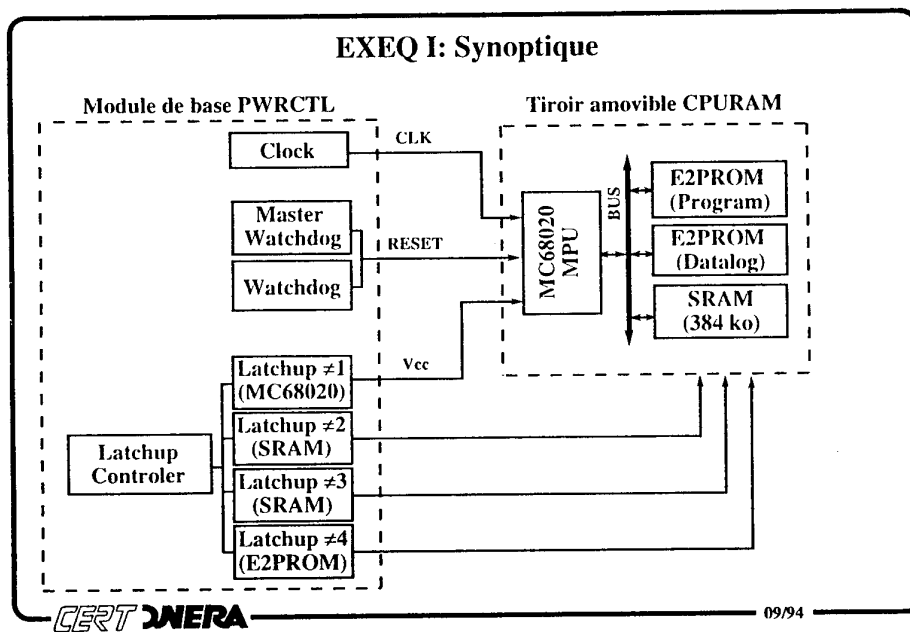 EXEQ I: Synoptique
Module de base PWRCTL
Tiroir amovible CPURAM
Clock
CLK
Master
Watchdog
Watchdog
RESET
MC68020
MPU
BUS
E2PROM
(Program)
E2PROM
(Datalog)
SRAM
(384 ko)
Vcc
Latchup ≠1
(MC68020)
Latchup ≠2
(SRAM)
Latchup ≠3
(SRAM)
Latchup ≠4
(E2PROM)
Latchup
Controler
CERT ONERA
09/94